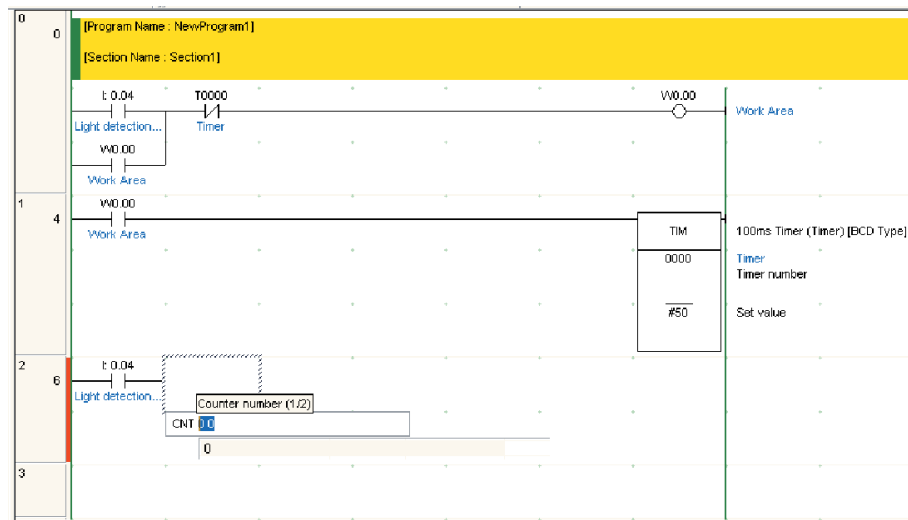 0
0
[Program Name : NewProgram1]
[Section Name : Section1]
I: 0.04
T0000
W0.00
Light detection...
Timer
Work Area
W0.00
Work Area
1
4
W0.00
Work Area
TIM
100ms Timer (Timer) [BCD Type]
0000
Timer
Timer number
#50
Set value
2
6
I: 0.04
Light detection...
Counter number (1/2)
CNT 0 0
0
3